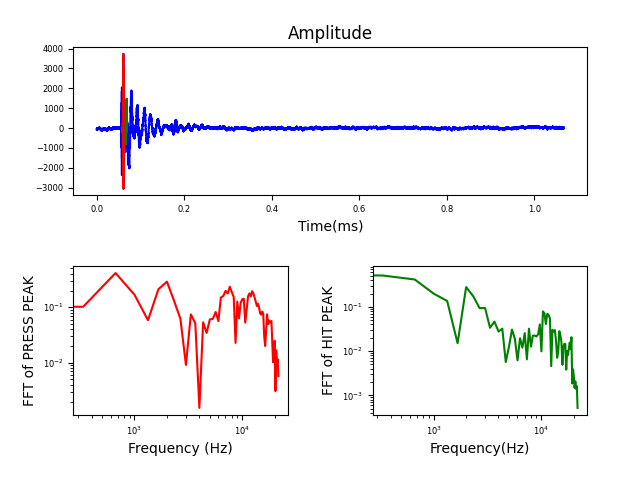 Amplitude
4000
3000
2000
1000
0
−1000
−2000
−3000
0.0 0.2 0.4 0.6 0.8 1.0
Time(ms)
FFT of PRESS PEAK
10⁻¹
10⁻²
10³ 10⁴
Frequency (Hz)
FFT of HIT PEAK
10⁻¹
10⁻²
10⁻³
10³ 10⁴
Frequency(Hz)